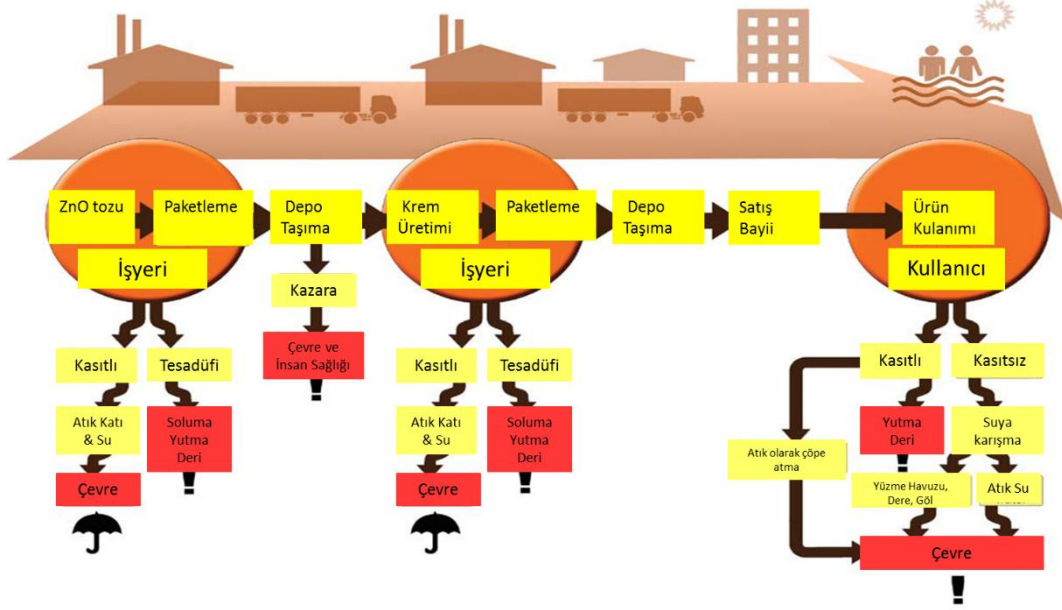 ZnO tozu
Paketleme
Depo
Taşıma
Krem
Üretimi
Paketleme
Depo
Taşıma
Satış
Bayii
Ürün
Kulanımı
İşyeri
İşyeri
Kullanıcı
Kazara
Çevre ve
İnsan Sağlığı
Kasıtlı
Tesadüfi
Kasıtlı
Tesadüfi
Kasıtlı
Kasıtsız
Atık Katı
& Su
Soluma
Yutma
Deri
Atık Katı
& Su
Soluma
Yutma
Deri
Yutma
Deri
Suya
karışma
Atık olarak çöpe
atma
Yüzme Havuzu,
Dere, Göl
Atık Su
Çevre
Çevre
Çevre